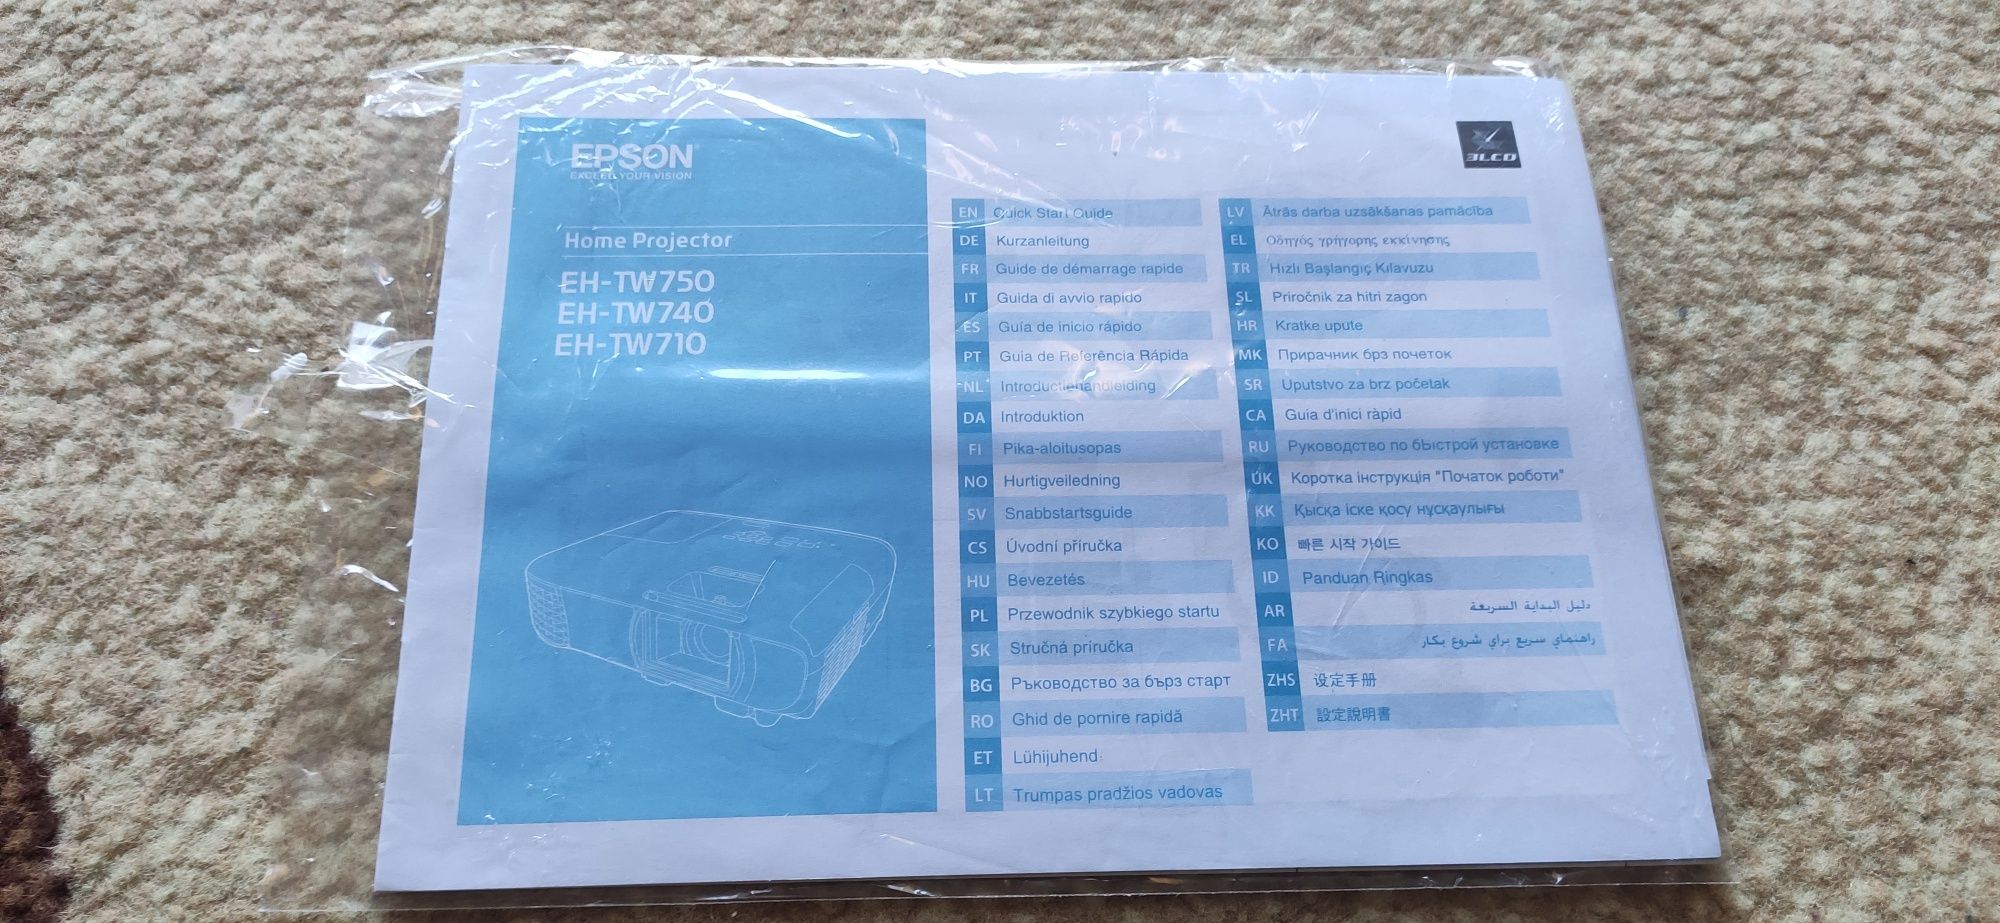 EPSON
EXCEED YOUR VISION
Home Projector
EH-TW750
EH-TW740
EH-TW710
3LCD
EN Quick Start Guide
DE Kurzanleitung
FR Guide de démarrage rapide
IT Guida di avvio rapido
ES Guía de inicio rápido
PT Guia de Referência Rápida
NL Introductiehandleiding
DA Introduktion
FI Pika-aloitusopas
NO Hurtigveiledning
SV Snabbstartsguide
CS Úvodní příručka
HU Bevezetés
PL Przewodnik szybkiego startu
SK Stručná príručka
BG Ръководство за бърз старт
RO Ghid de pornire rapidă
ET Lühijuhend
LT Trumpas pradžios vadovas
LV Ātrās darba uzsākšanas pamācība
EL Οδηγός γρήγορης εκκίνησης
TR Hızlı Başlangıç Kılavuzu
SL Priročnik za hitri zagon
HR Kratke upute
MK Прирачник брз почеток
SR Uputstvo za brz početak
CA Guia d'inici ràpid
RU Руководство по бЫстрой установке
UK Коротка інструкція "Початок роботи"
KK Қысқа іске қосу нұсқаулығы
KO 빠른 시작 가이드
ID Panduan Ringkas
AR دليل البداية السريعة
FA راهنماي سريع براي شروع بكار
ZHS 设定手册
ZHT 設定說明書